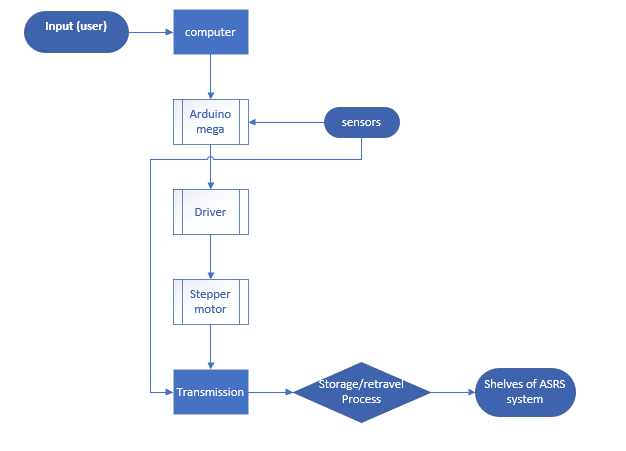 Input (user)
computer
Arduino
mega
sensors
Driver
Stepper
motor
Transmission
Storage/retravel
Process
Shelves of ASRS
system